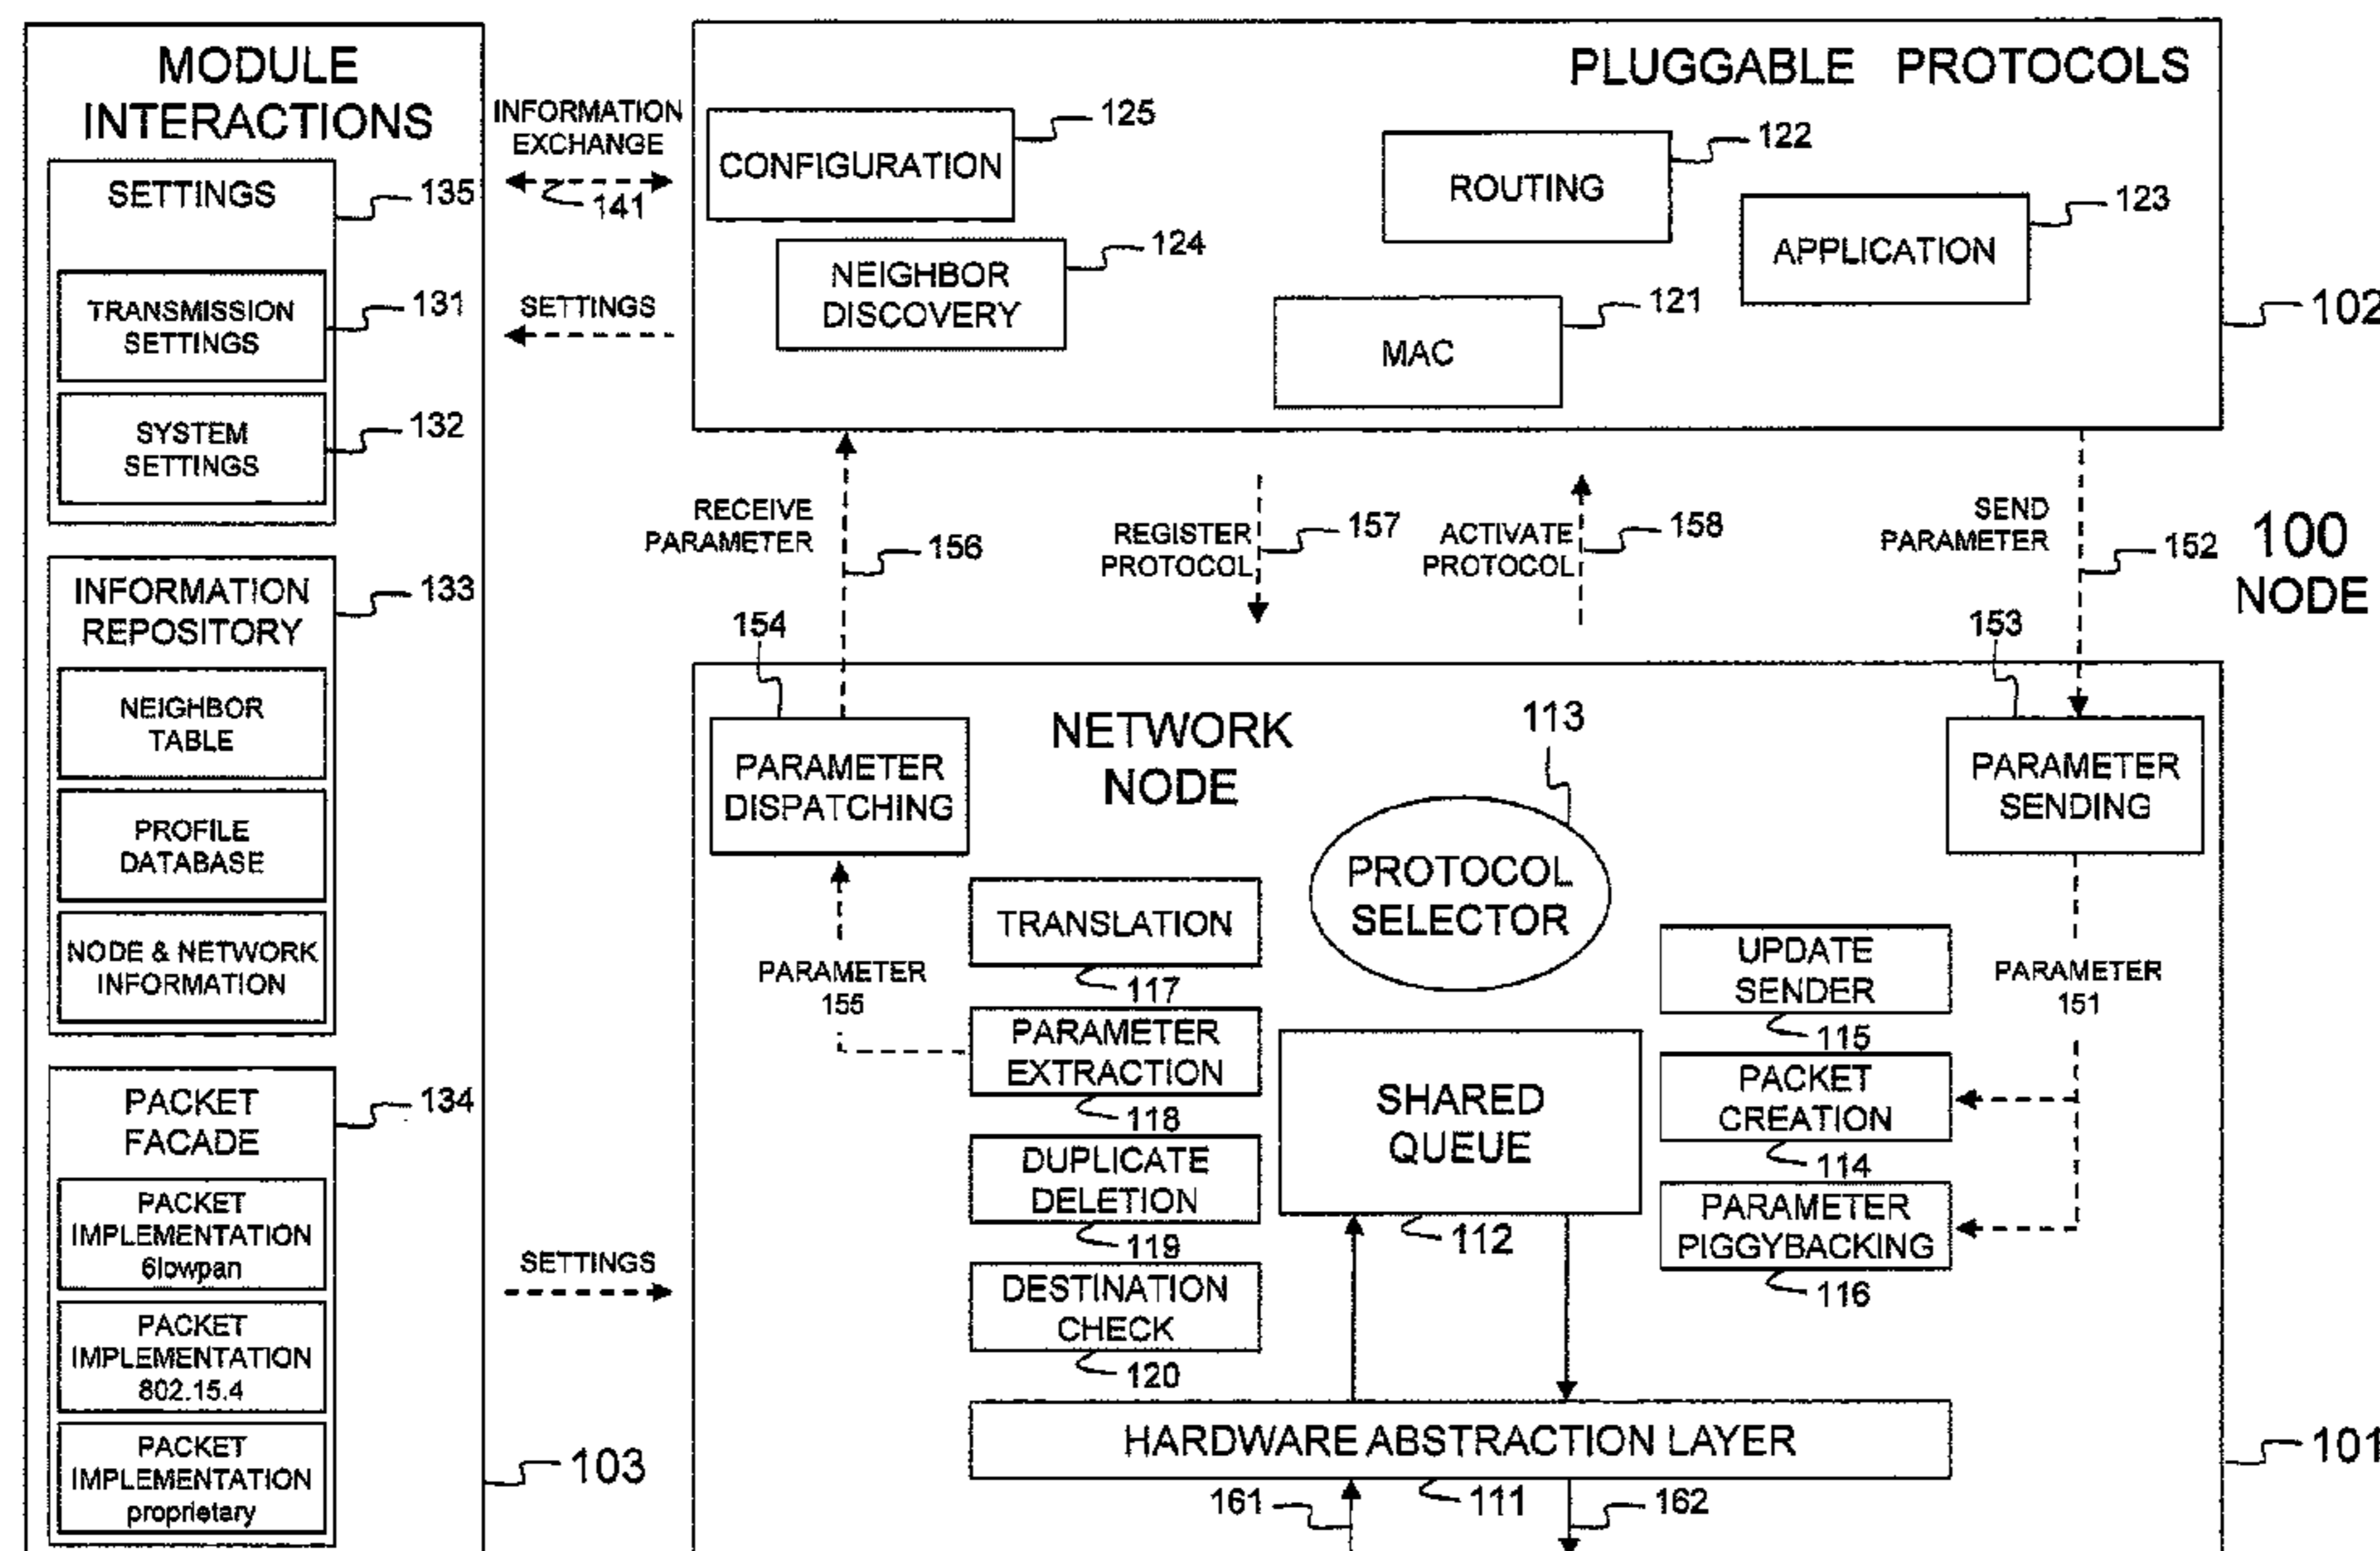 MODULE
INTERACTIONS
SETTINGS
135
TRANSMISSION
SETTINGS
131
SYSTEM
SETTINGS
132
INFORMATION
REPOSITORY
133
NEIGHBOR
TABLE
PROFILE
DATABASE
NODE & NETWORK
INFORMATION
PACKET
FACADE
134
PACKET
IMPLEMENTATION
6lowpan
PACKET
IMPLEMENTATION
802.15.4
PACKET
IMPLEMENTATION
proprietary
103
INFORMATION
EXCHANGE
141
SETTINGS
SETTINGS
PLUGGABLE PROTOCOLS
CONFIGURATION
125
NEIGHBOR
DISCOVERY
124
ROUTING
122
APPLICATION
123
MAC
121
102
RECEIVE
PARAMETER
156
REGISTER
PROTOCOL
157
ACTIVATE
PROTOCOL
158
SEND
PARAMETER
152
100
NODE
154
PARAMETER
DISPATCHING
NETWORK
NODE
113
PROTOCOL
SELECTOR
153
PARAMETER
SENDING
PARAMETER
155
TRANSLATION
117
PARAMETER
EXTRACTION
118
DUPLICATE
DELETION
119
DESTINATION
CHECK
120
SHARED
QUEUE
112
UPDATE
SENDER
115
PACKET
CREATION
114
PARAMETER
PIGGYBACKING
116
PARAMETER
151
HARDWARE ABSTRACTION LAYER
161
111
162
101